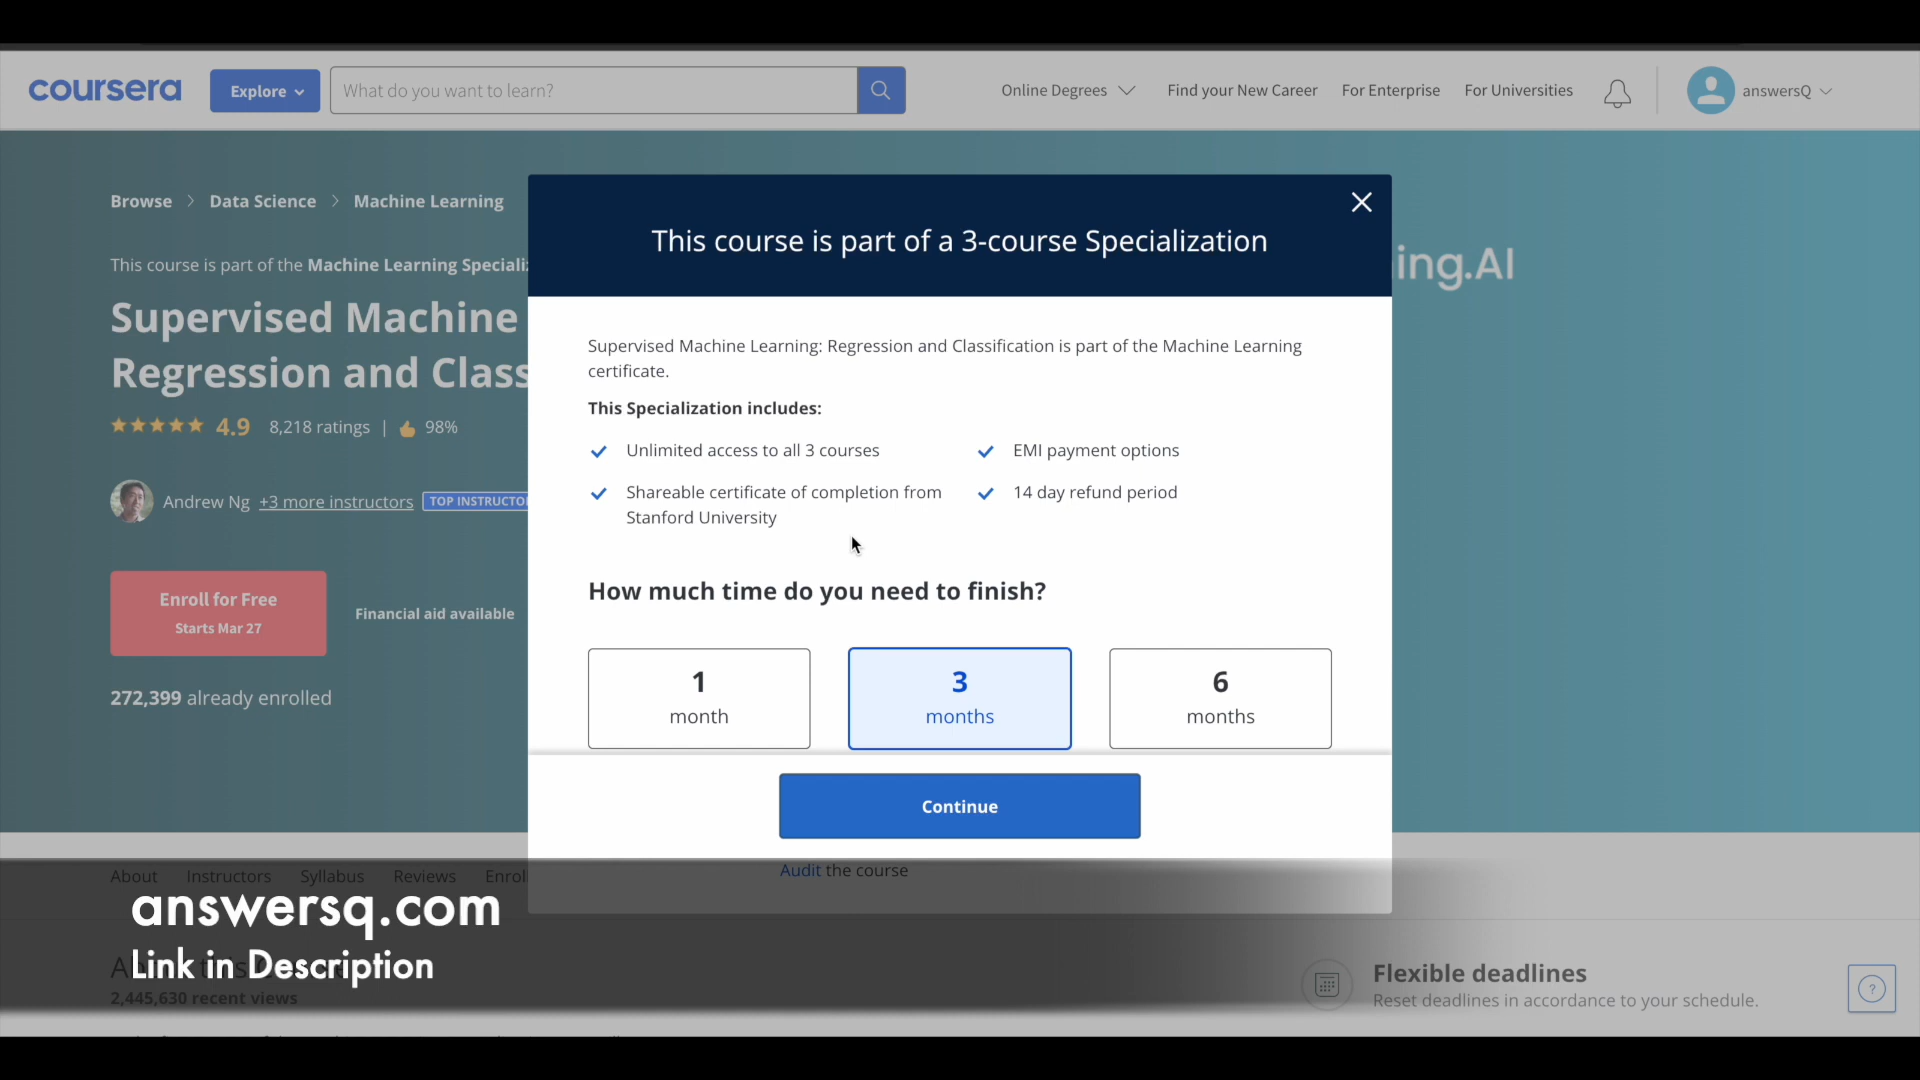 coursera
Explore
What do you want to learn?
Online Degrees
Find your New Career
For Enterprise
For Universities
answersQ
Browse > Data Science > Machine Learning
This course is part of the Machine Learning
Supervised Machine
Regression and
4.9 8,218 ratings | 98%
Andrew Ng +3 more instructors TOP
Enroll for Free
Starts Mar 27
Financial aid available
272,399 already enrolled
This course is part of a 3-course Specialization
Supervised Machine Learning: Regression and Classification is part of the Machine Learning
certificate.
This Specialization includes:
Unlimited access to all 3 courses
EMI payment options
Shareable certificate of completion from
Stanford University
14 day refund period
How much time do you need to finish?
1
month
3
months
6
months
Continue
Audit the course
ing.AI
About Instructors Syllabus Reviews
answersq.com
Link in Description
2,445,630 recent views
Flexible deadlines
Reset deadlines in accordance to your schedule.
?